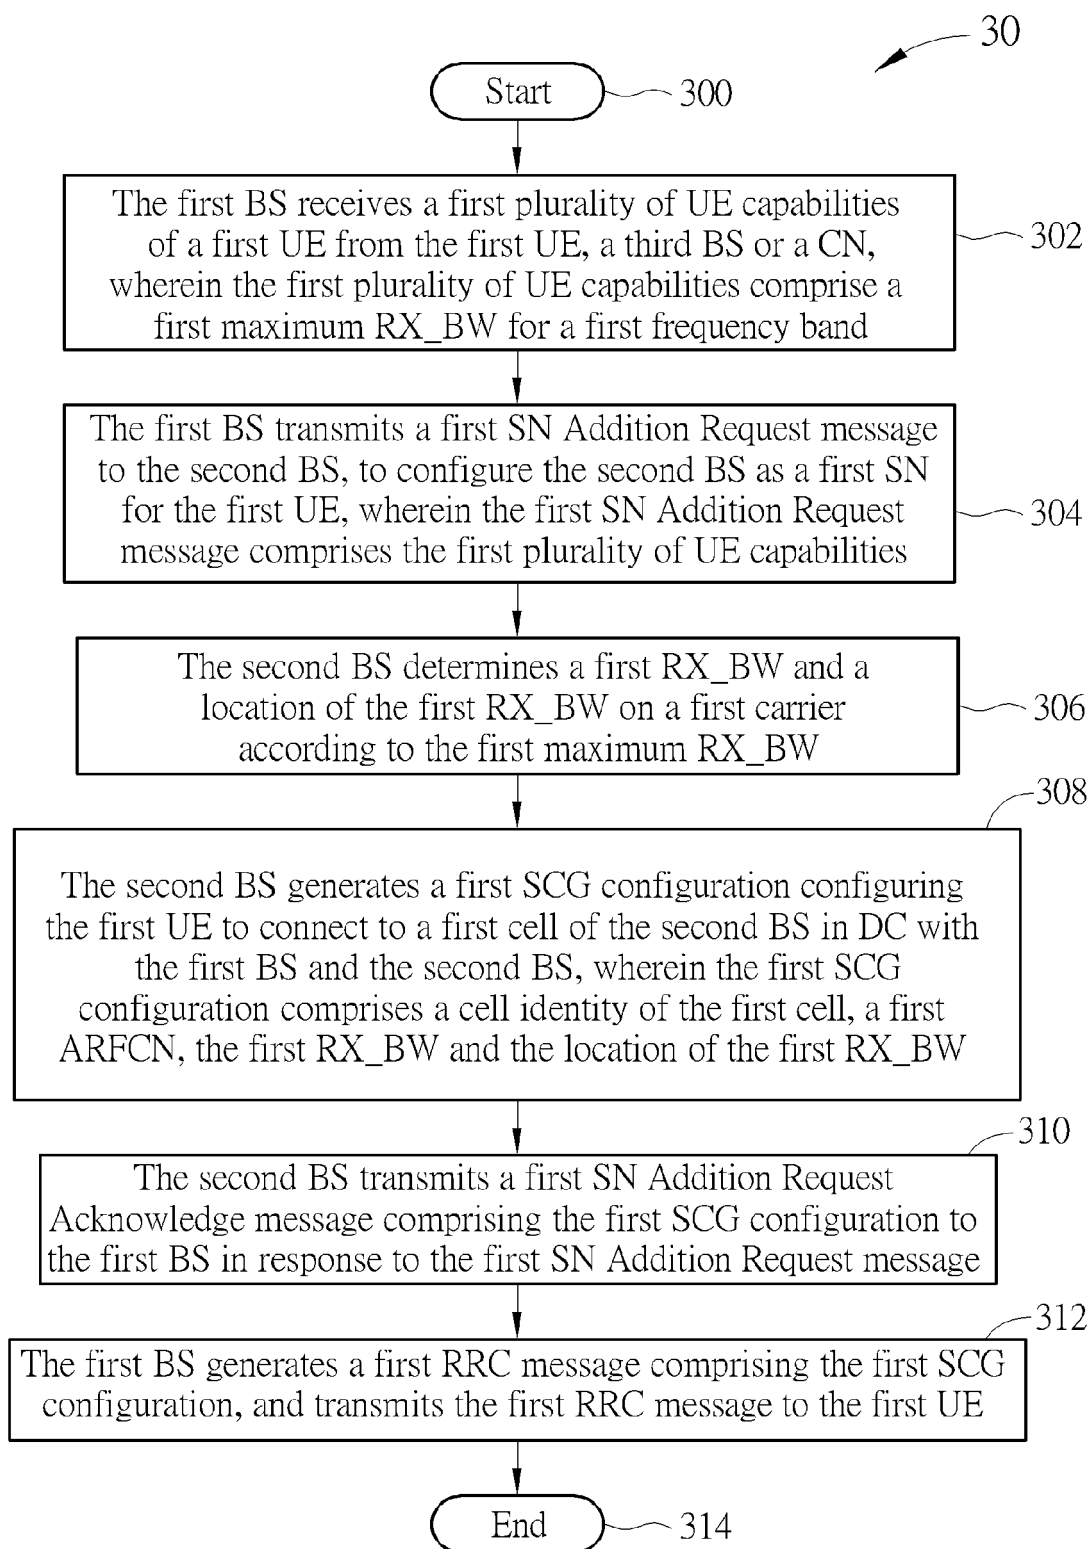 30
Start
300
The first BS receives a first plurality of UE capabilities
of a first UE from the first UE, a third BS or a CN,
wherein the first plurality of UE capabilities comprise a
first maximum RX_BW for a first frequency band
302
The first BS transmits a first SN Addition Request message
to the second BS, to configure the second BS as a first SN
for the first UE, wherein the first SN Addition Request
message comprises the first plurality of UE capabilities
304
The second BS determines a first RX_BW and a
location of the first RX_BW on a first carrier
according to the first maximum RX_BW
306
308
The second BS generates a first SCG configuration configuring
the first UE to connect to a first cell of the second BS in DC with
the first BS and the second BS, wherein the first SCG
configuration comprises a cell identity of the first cell, a first
ARFCN, the first RX_BW and the location of the first RX_BW
310
The second BS transmits a first SN Addition Request
Acknowledge message comprising the first SCG configuration to
the first BS in response to the first SN Addition Request message
312
The first BS generates a first RRC message comprising the first SCG
configuration, and transmits the first RRC message to the first UE
End
314